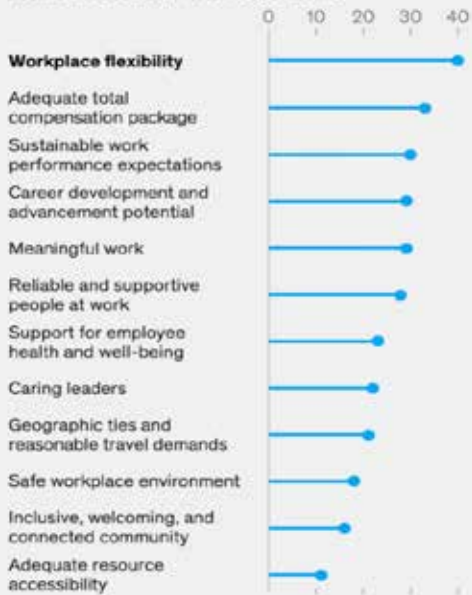 0 10 20 30 40
Workplace flexibility
Adequate total
compensation package
Sustainable work
performance expectations
Career development and
advancement potential
Meaningful work
Reliable and supportive
people at work
Support for employee
health and well-being
Caring leaders
Geographic ties and
reasonable travel demands
Safe workplace environment
Inclusive, welcoming, and
connected community
Adequate resource
accessibility